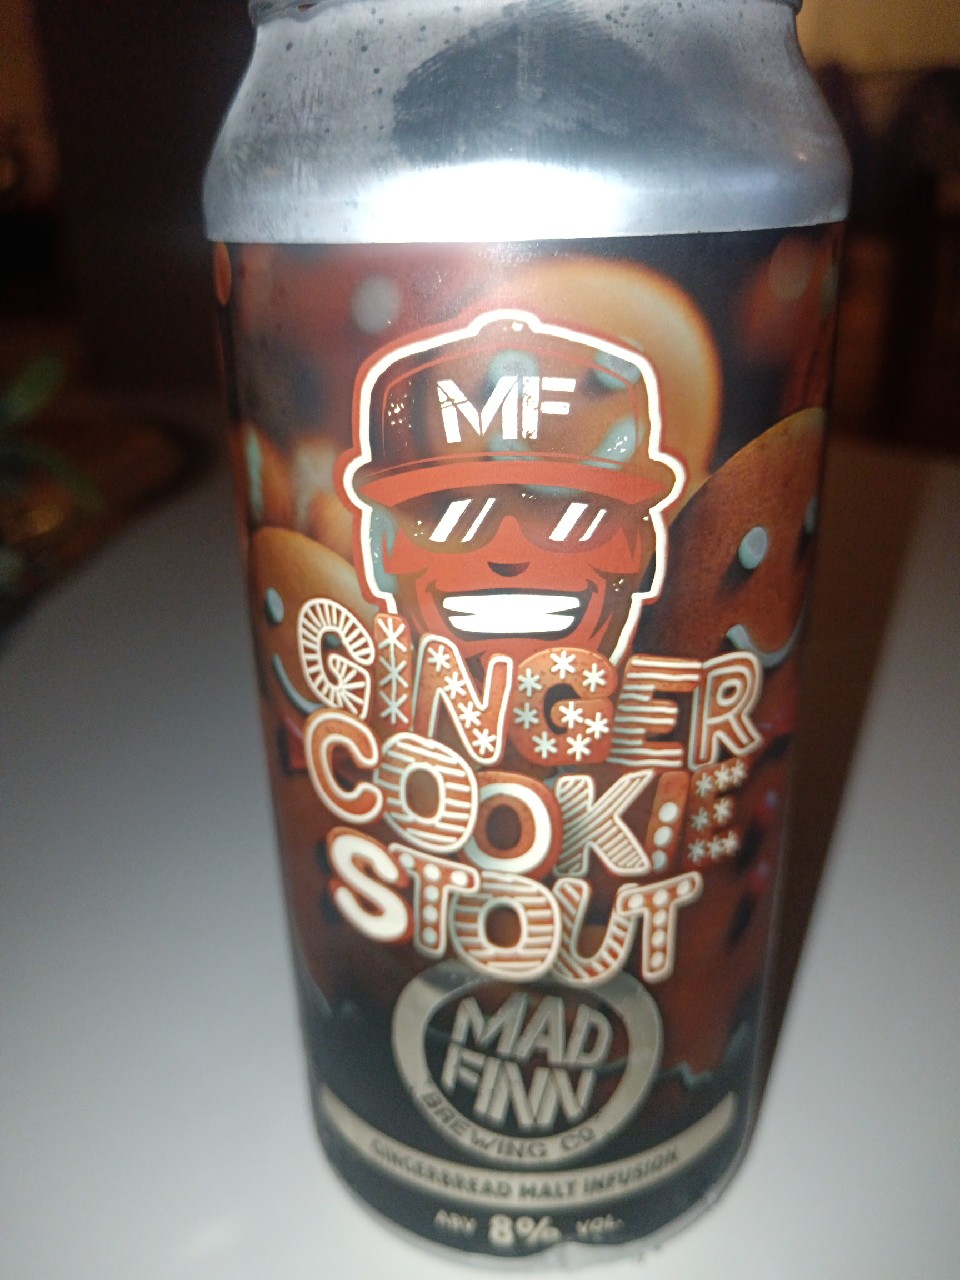 MF
GINGER
COOKIE
STOUT
MAD
FINN
BREWING CO
GINGERBREAD MALT INFUSION
ABV 8% VOL.